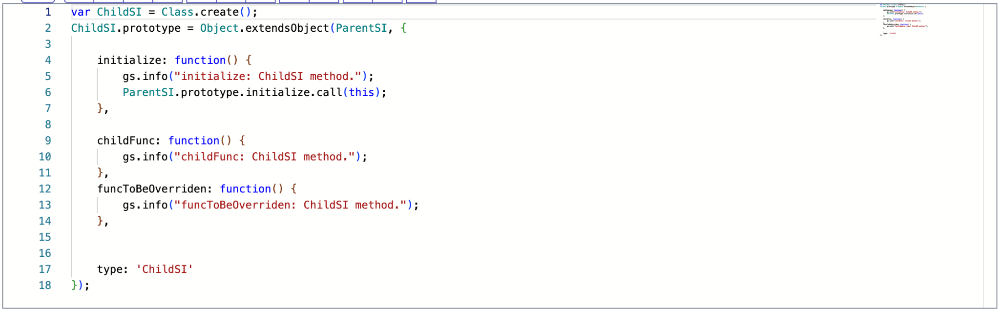 1 var ChildSI = Class.create();
2 ChildSI.prototype = Object.extendsObject(ParentSI, {
3
4     initialize: function() {
5         gs.info("initialize: ChildSI method.");
6         ParentSI.prototype.initialize.call(this);
7     },
8
9     childFunc: function() {
10         gs.info("childFunc: ChildSI method.");
11     },
12     funcToBeOverriden: function() {
13         gs.info("funcToBeOverriden: ChildSI method.");
14     },
15
16
17     type: 'ChildSI'
18 });